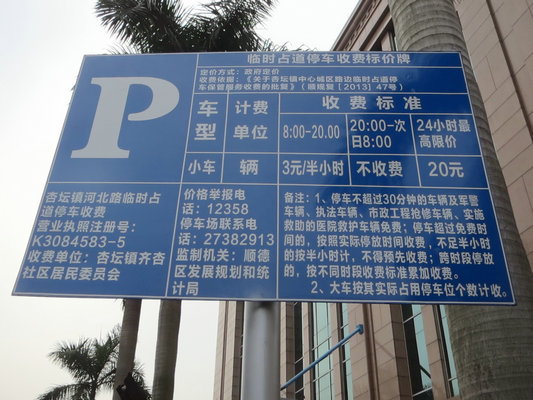 临时占道停车收费标价牌
P
定价方式：政府定价
收费依据：《关于杏坛镇中心城区路边临时占道停
车保管服务收费的批复》（顺规复【2013】47号）
车型 计费单位 收费标准
8:00-20.00 20:00-次日8:00 24小时最高限价
小车 辆 3元/半小时 不收费 20元
杏坛镇河北路临时占
道停车收费
营业执照注册号：
K3084583-5
收费单位：杏坛镇齐杏
社区居民委员会
价格举报电
话：12358
停车场联系电
话：27382913
监制机关：顺德
区发展规划和统
计局
备注：1、停车不超过30分钟的车辆及军警
车辆、执法车辆、市政工程抢修车辆、实施
救助的医院救护车辆免费；停车超过免费时
间的，按照实际停放时间收费，不足半小时
的按半小时计，不得预先收费；跨时段停放
的，按不同时段收费标准累加收费。
2、大车按其实际占用停车位个数计收。